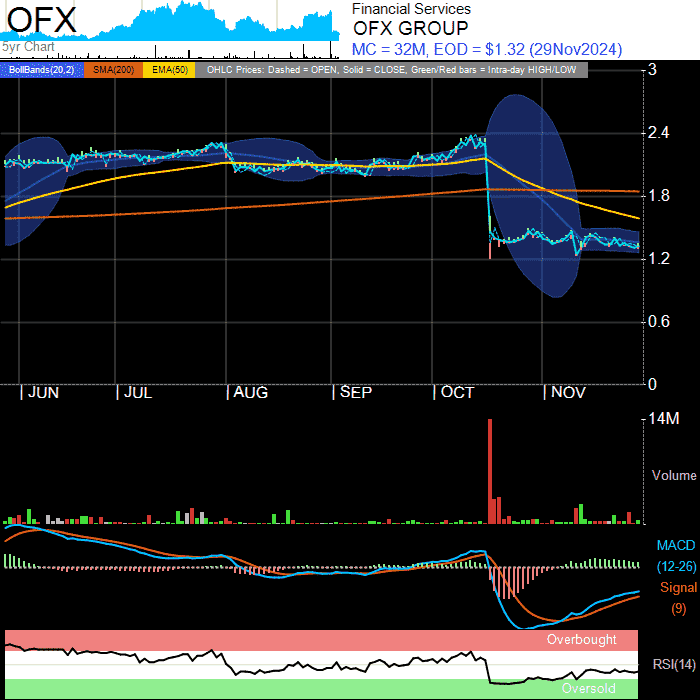 OFX
5yr Chart
Financial Services
OFX GROUP
MC = 32M, EOD = $1.32 (29Nov2024)
BollBands(20,2) SMA(200) EMA(50) OHLC Prices: Dashed = OPEN, Solid = CLOSE, Green/Red bars = Intra-day HIGH/LOW
3
2.4
1.8
1.2
0.6
0
| JUN | JUL | AUG | SEP | OCT | NOV
14M
Volume
MACD
(12-26)
Signal
(9)
Overbought
RSI(14)
Oversold